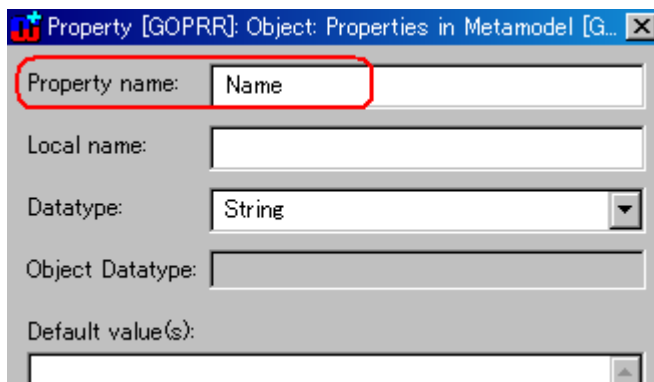 Property [GOPRR]: Object: Properties in Metamodel [G...
Property name: Name
Local name:
Datatype: String
Object Datatype:
Default value(s):